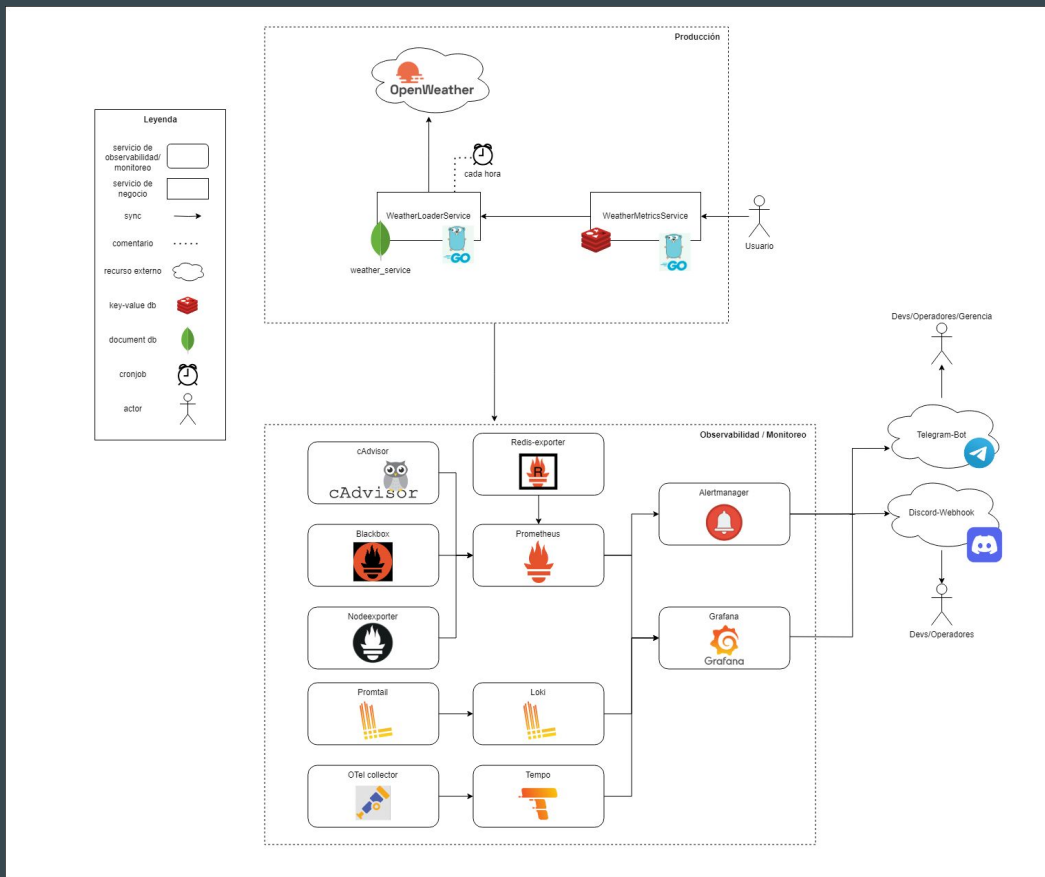 Producción
OpenWeather
cada hora
WeatherLoaderService
GO
weather_service
WeatherMetricsService
GO
Usuario
Leyenda
servicio de
observabilidad/
monitoreo
servicio de
negocio
sync
comentario
recurso externo
key-value db
document db
cronjob
actor
Observabilidad / Monitoreo
cAdvisor
cAdvisor
Redis-exporter
R
Blackbox
Prometheus
Nodeexporter
Promtail
Loki
OTel collector
Tempo
Alertmanager
Grafana
Grafana
Devs/Operadores/Gerencia
Telegram-Bot
Discord-Webhook
Devs/Operadores